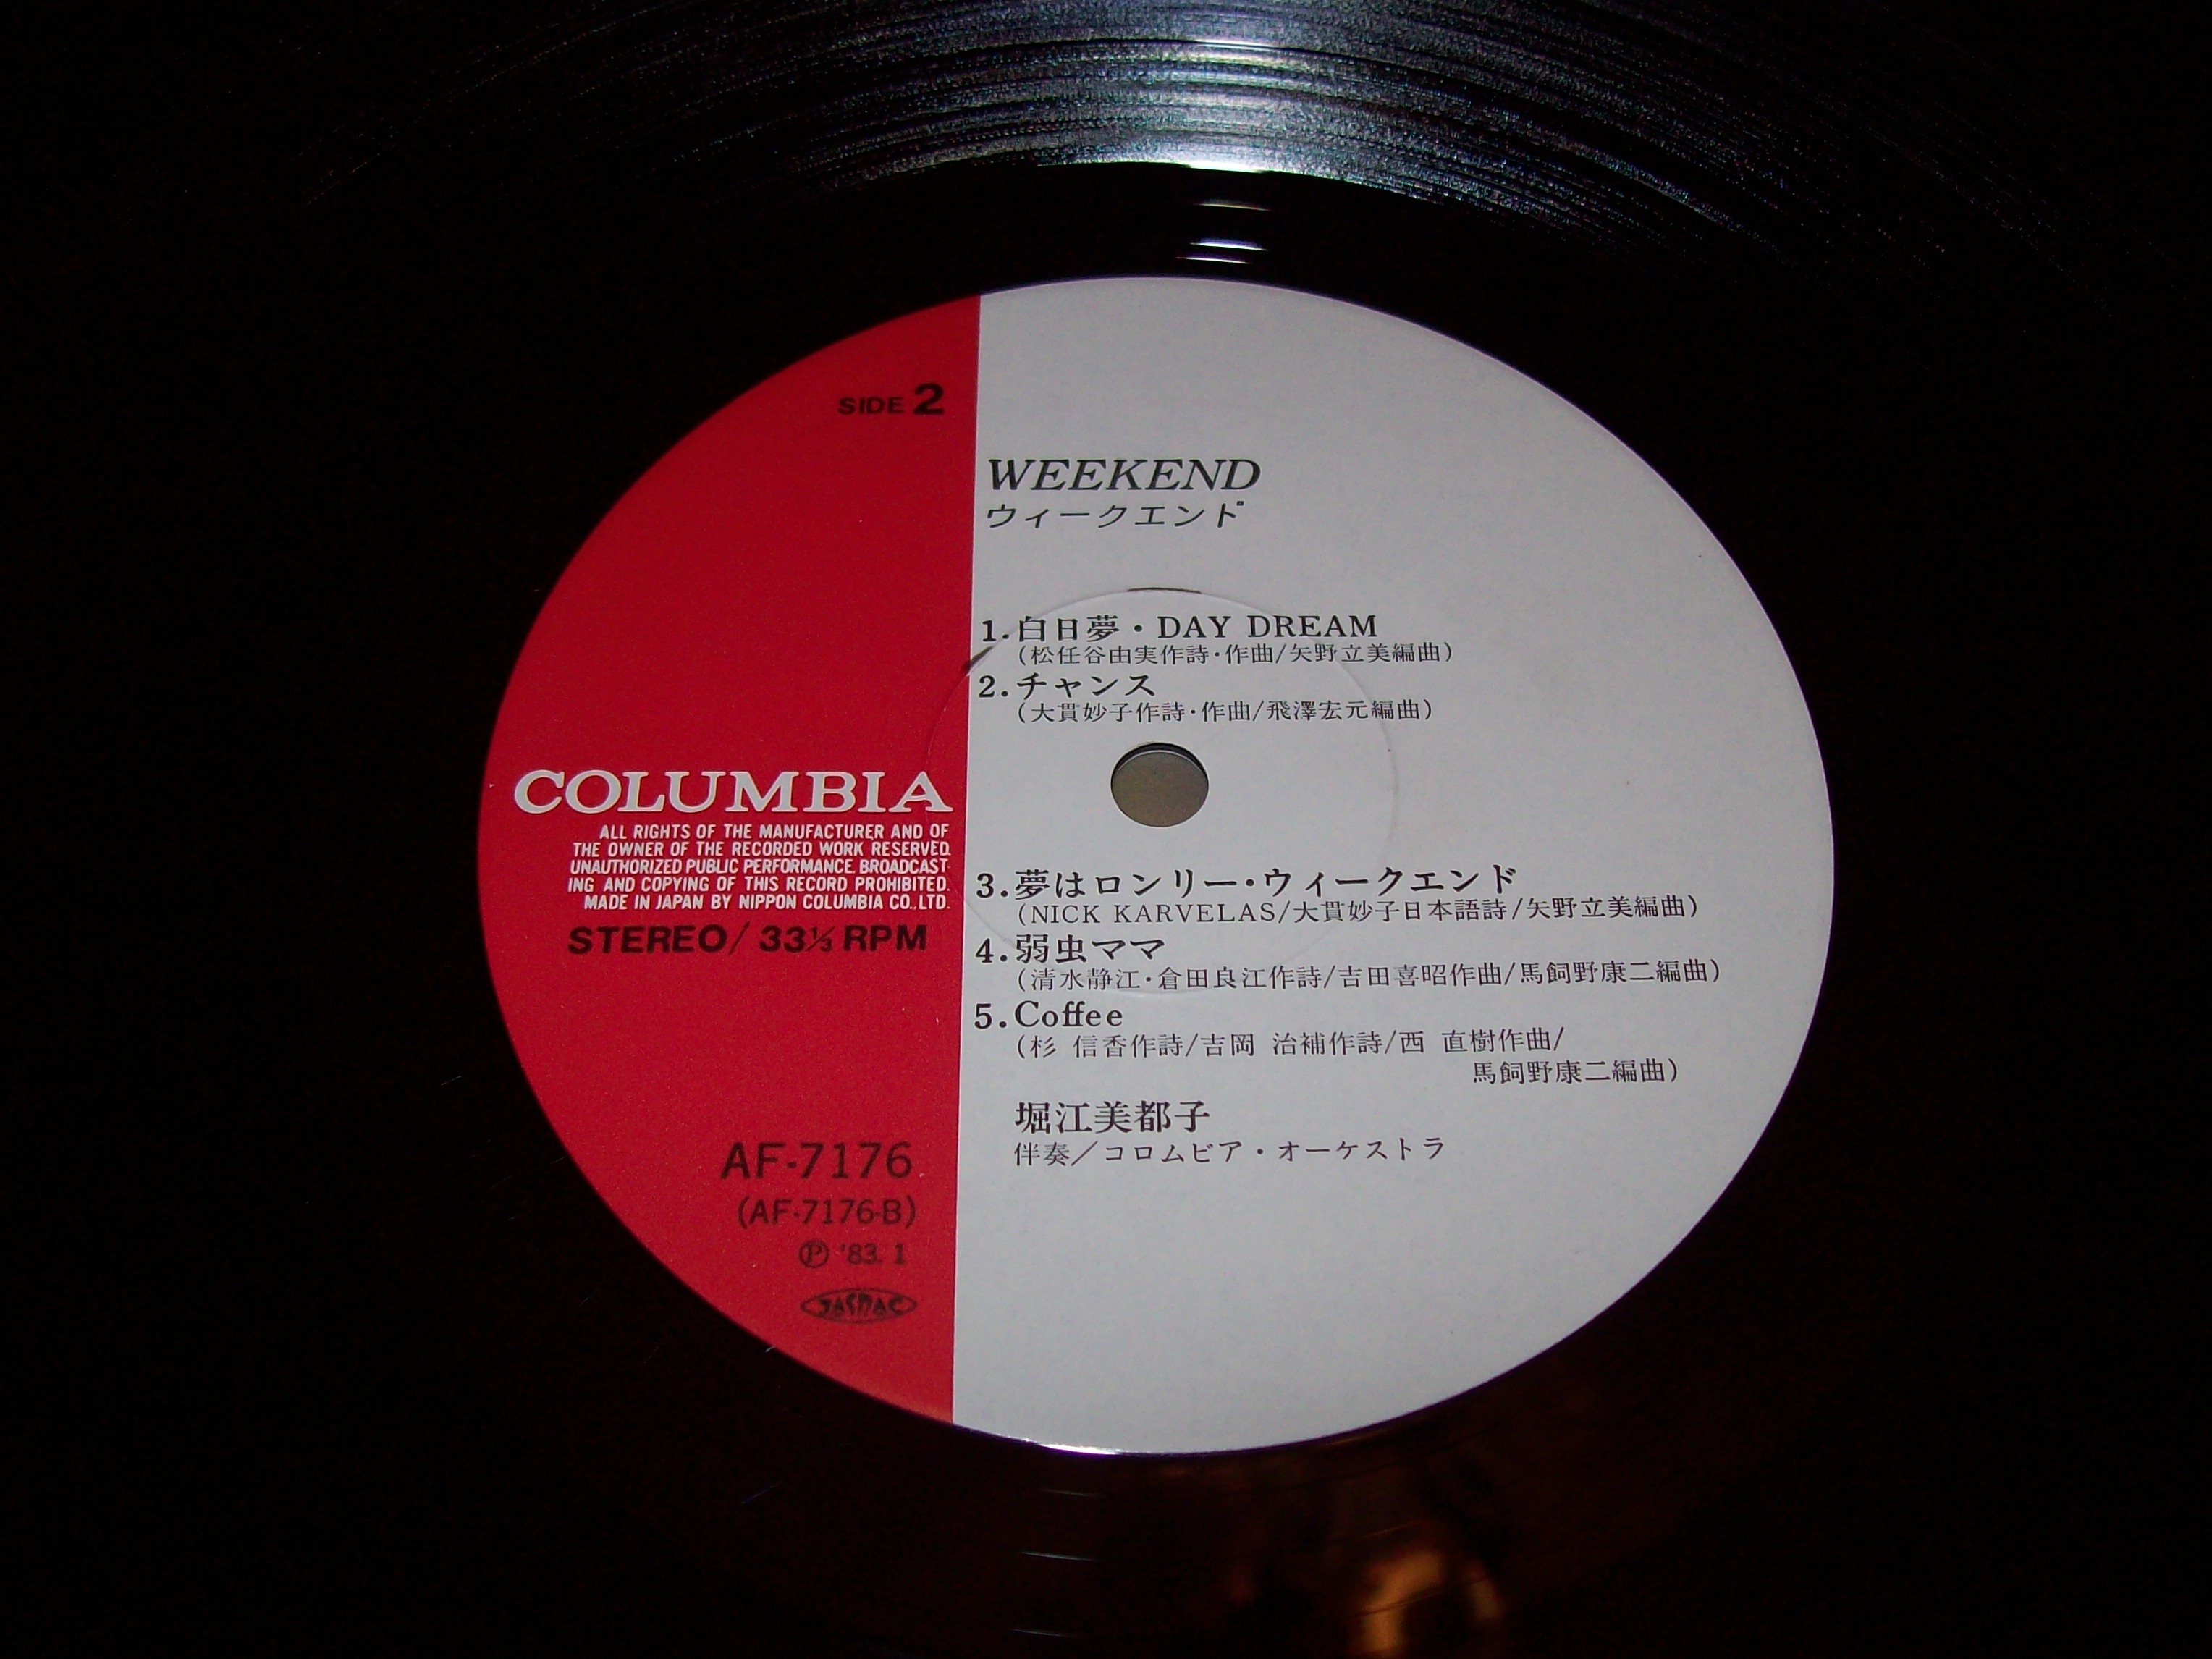 SIDE 2
WEEKEND
ウィークエンド
1.白日夢・DAY DREAM
(松任谷由実作詩・作曲/矢野立美編曲)
2.チャンス
(大貫妙子作詩・作曲/飛澤宏元編曲)
COLUMBIA
ALL RIGHTS OF THE MANUFACTURER AND OF
THE OWNER OF THE RECORDED WORK RESERVED.
UNAUTHORIZED PUBLIC PERFORMANCE. BROADCAST-
ING AND COPYING OF THIS RECORD PROHIBITED.
MADE IN JAPAN BY NIPPON COLUMBIA CO.,LTD.
STEREO/ 33⅓ RPM
3.夢はロンリー・ウィークエンド
(NICK KARVELAS/大貫妙子日本語詩/矢野立美編曲)
4.弱虫ママ
(清水静江・倉田良江作詩/吉田喜昭作曲/馬飼野康二編曲)
5.Coffee
(杉 信香作詩/吉岡 治補作詩/西 直樹作曲/
馬飼野康二編曲)
堀江美都子
伴奏/コロムビア・オーケストラ
AF-7176
(AF-7176-B)
Ⓟ '83. 1
JASRAC